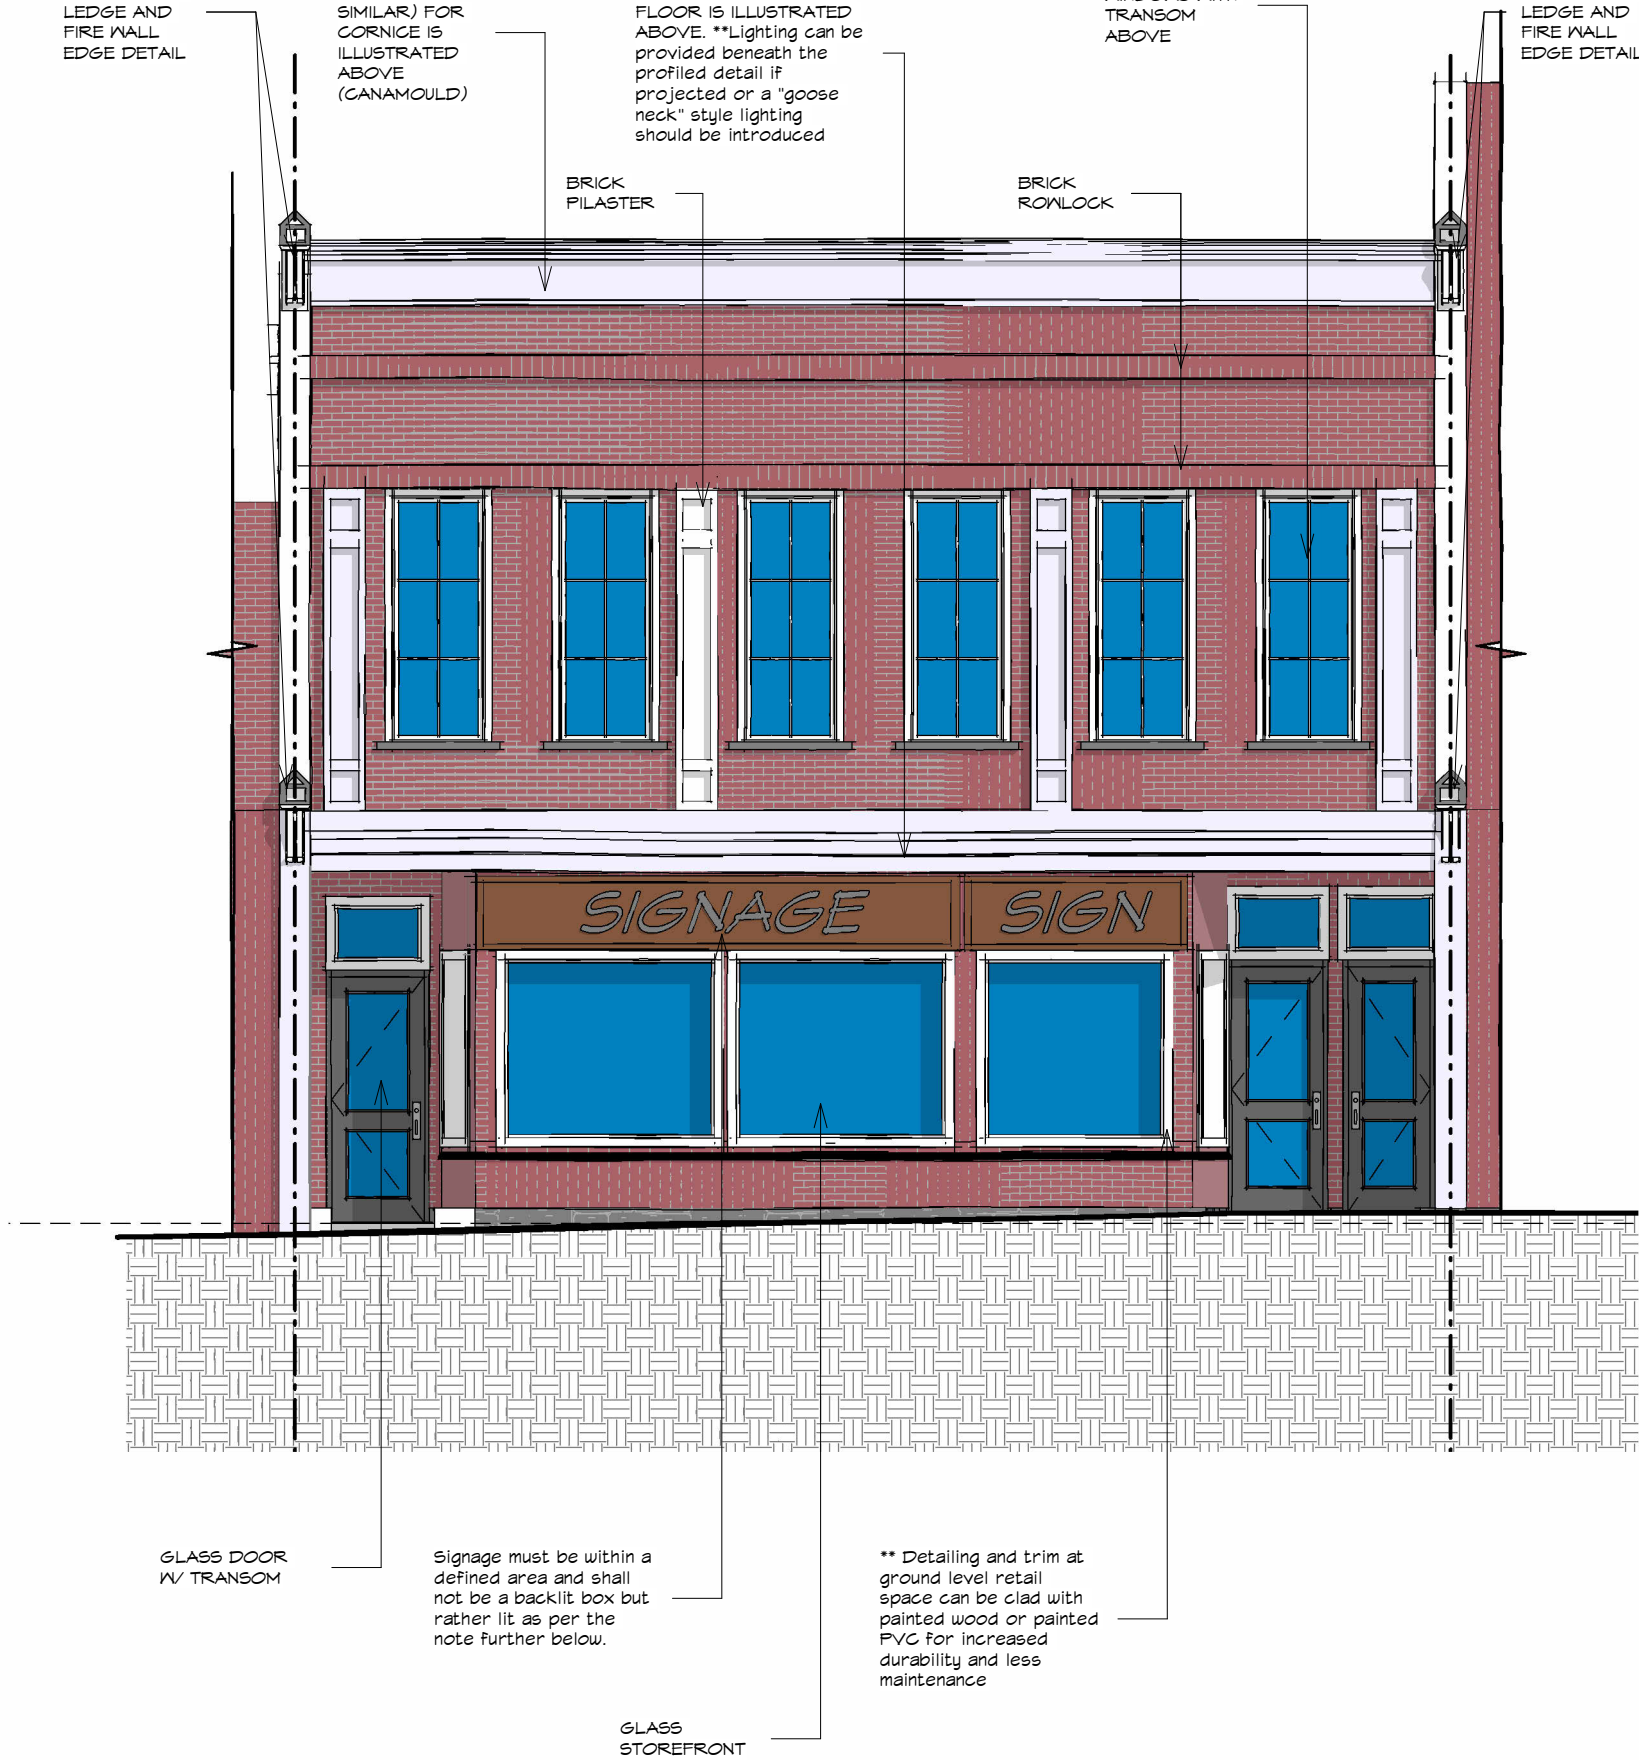 LEDGE AND
FIRE WALL
EDGE DETAIL
SIMILAR) FOR
CORNICE IS
ILLUSTRATED
ABOVE
(CANAMOULD)
FLOOR IS ILLUSTRATED
ABOVE. **Lighting can be
provided beneath the
profiled detail if
projected or a "goose
neck" style lighting
should be introduced
TRANSOM
ABOVE
LEDGE AND
FIRE WALL
EDGE DETAIL
BRICK
PILASTER
BRICK
ROWLOCK
SIGNAGE
SIGN
GLASS DOOR
W/ TRANSOM
Signage must be within a
defined area and shall
not be a backlit box but
rather lit as per the
note further below.
** Detailing and trim at
ground level retail
space can be clad with
painted wood or painted
PVC for increased
durability and less
maintenance
GLASS
STOREFRONT